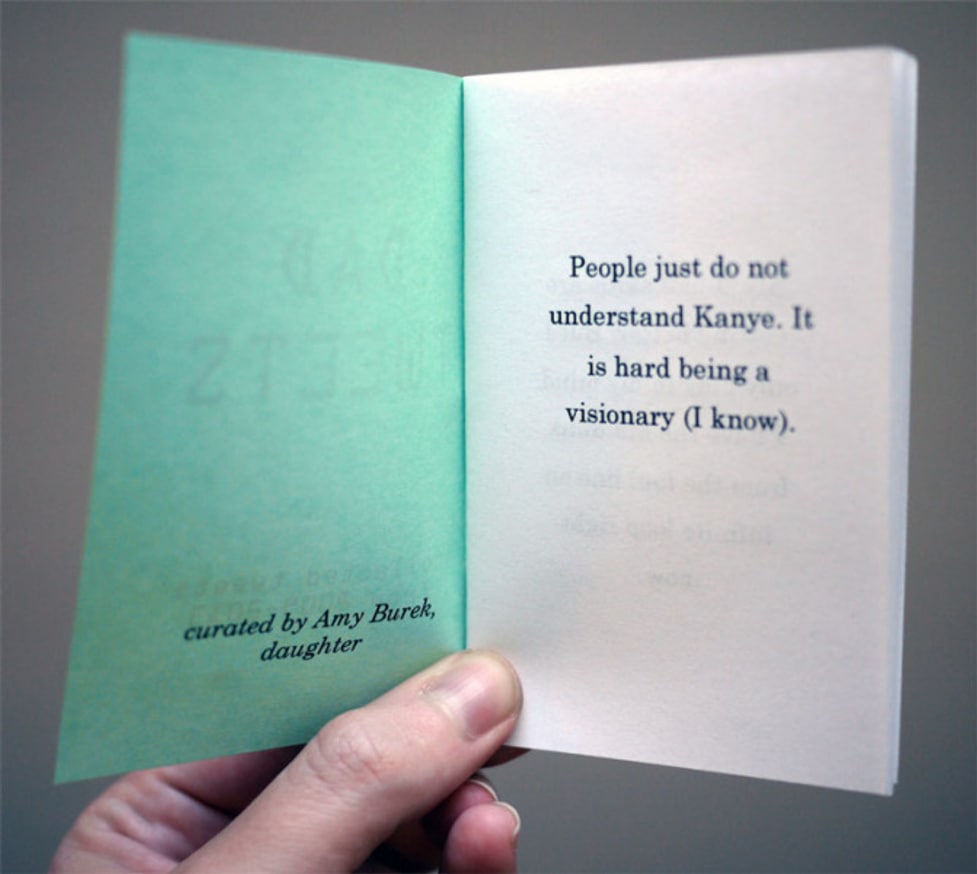 curated by Amy Burek,
daughter
People just do not
understand Kanye. It
is hard being a
visionary (I know).